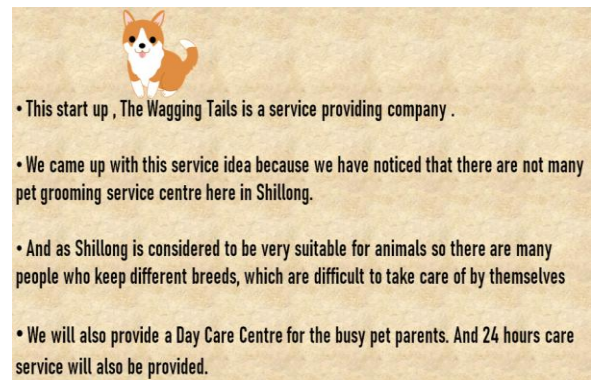 • This start up , The Wagging Tails is a service providing company .
• We came up with this service idea because we have noticed that there are not many
pet grooming service centre here in Shillong.
• And as Shillong is considered to be very suitable for animals so there are many
people who keep different breeds, which are difficult to take care of by themselves
• We will also provide a Day Care Centre for the busy pet parents. And 24 hours care
service will also be provided.